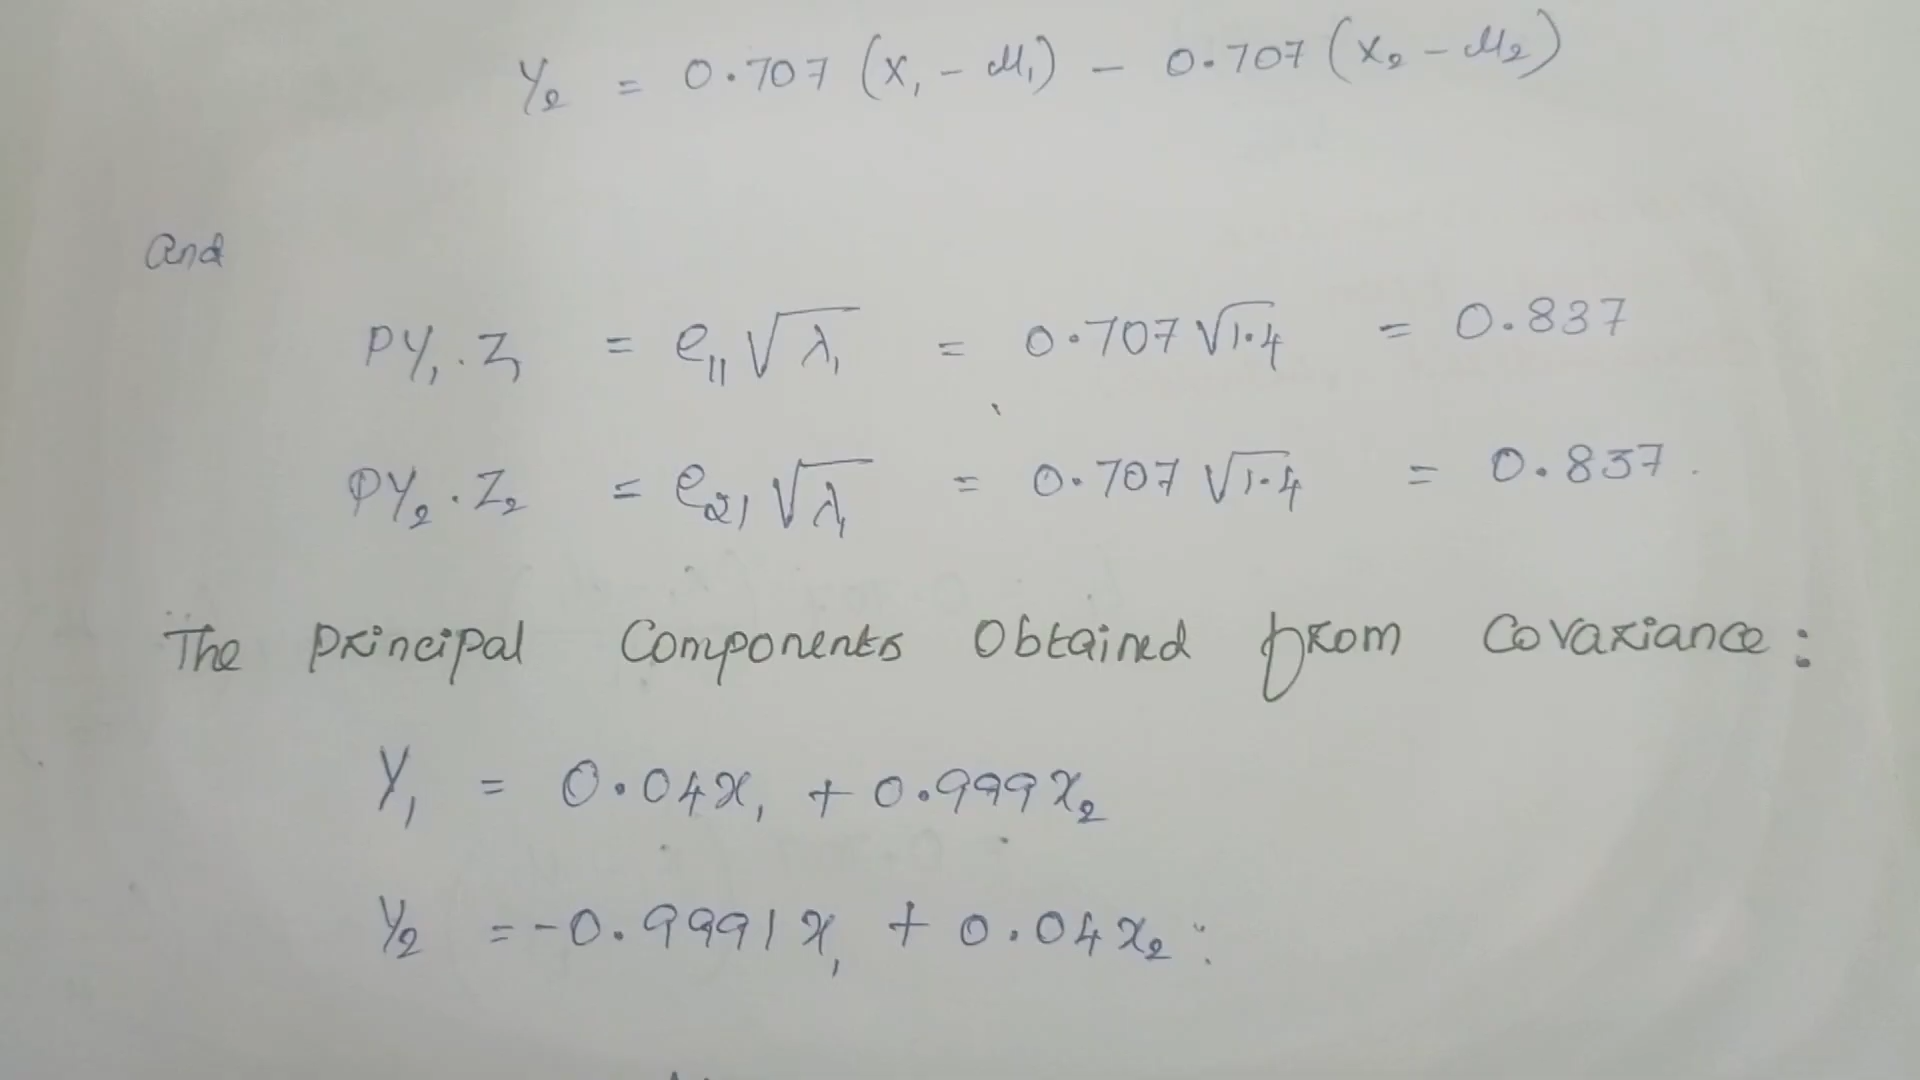 Y₂ = 0.707 (X₁ - μ₁) - 0.707 (X₂ - μ₂)
and
ρY₁.Z₁ = e₁₁ √λ₁ = 0.707 √1.4 = 0.837
ρY₂.Z₂ = e₂₁ √λ₁ = 0.707 √1.4 = 0.837.
The principal Components Obtained from Covariance:
Y₁ = 0.04x₁ + 0.999x₂
Y₂ = -0.9991x₁ + 0.04x₂